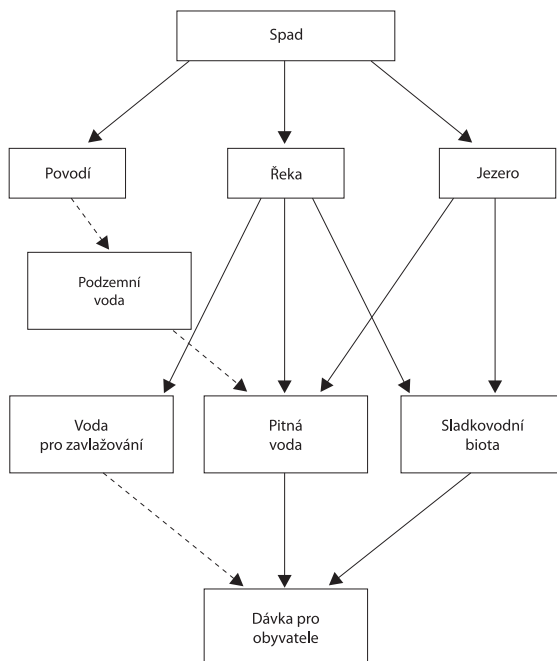 Spad
Povodí
Řeka
Jezero
Podzemní
voda
Voda
pro zavlažování
Pitná
voda
Sladkovodní
biota
Dávka pro
obyvatele